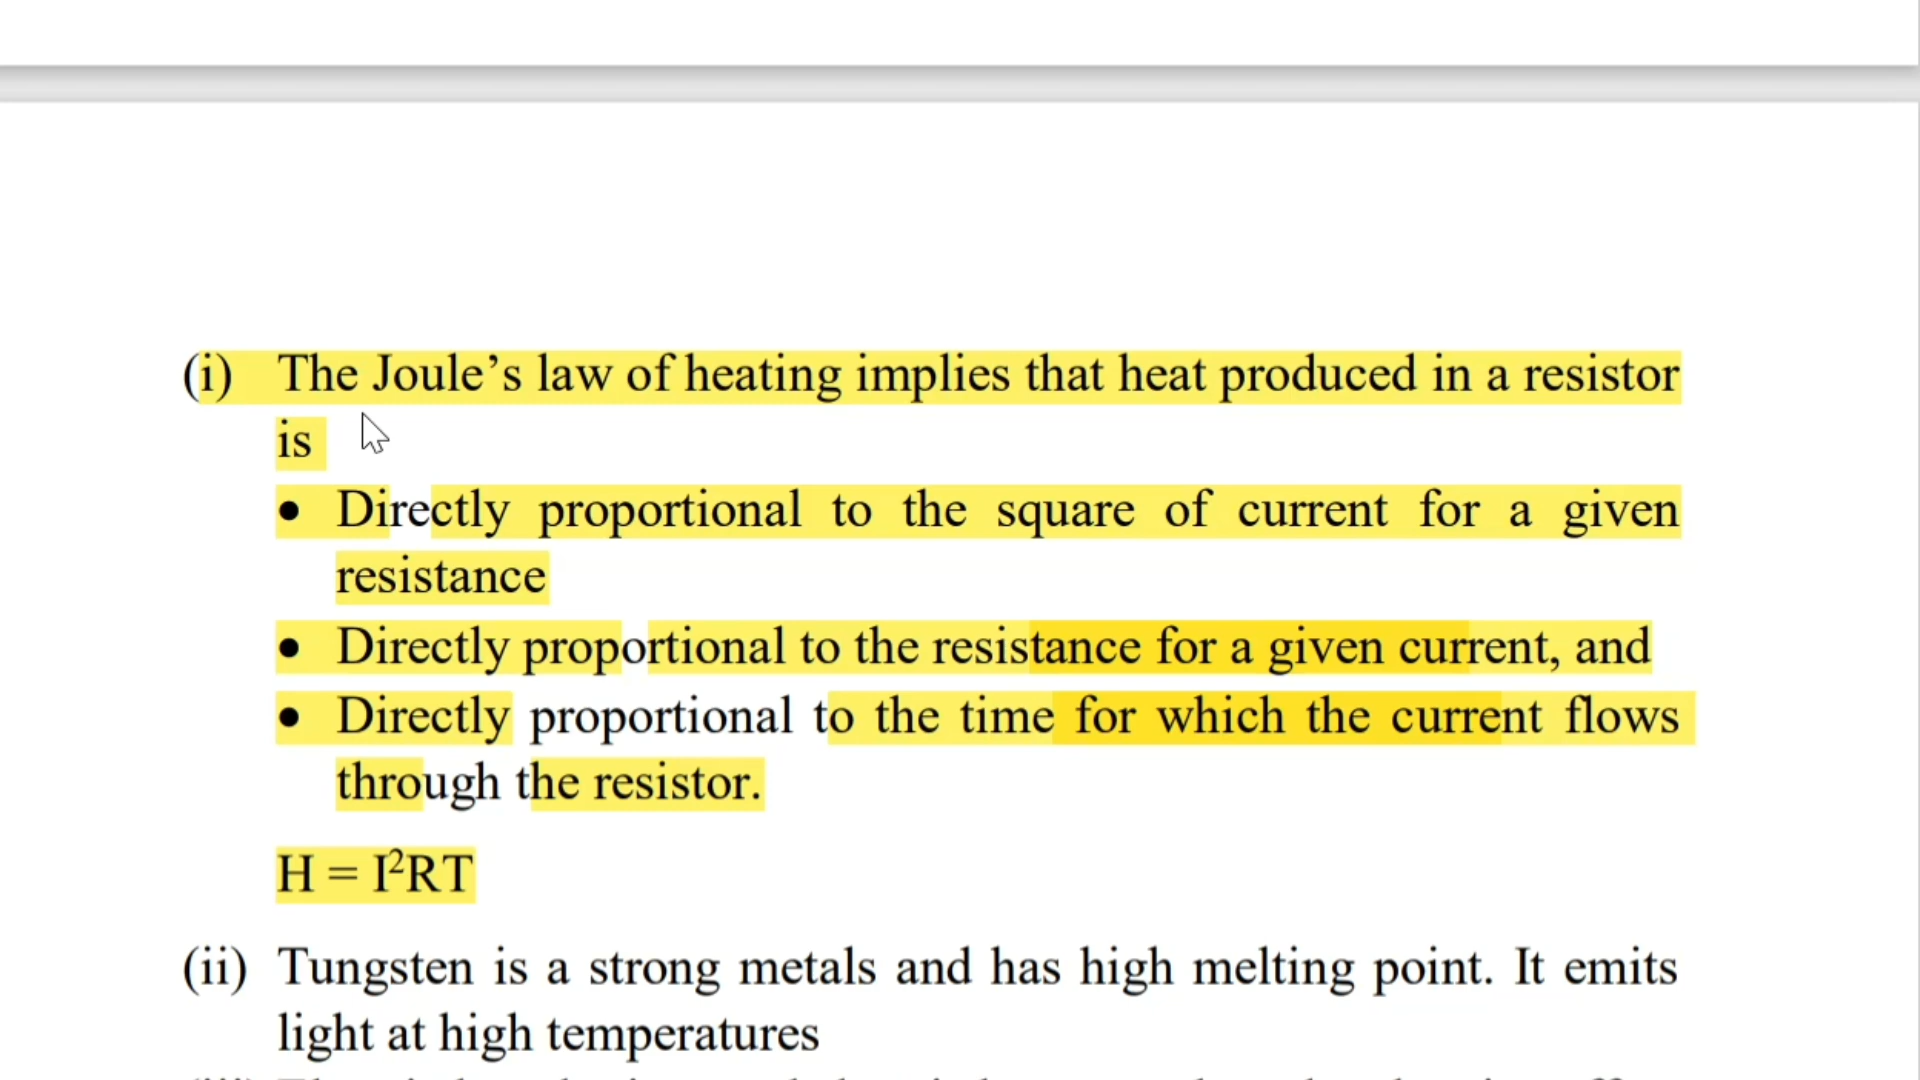 (i) The Joule’s law of heating implies that heat produced in a resistor
is
• Directly proportional to the square of current for a given
resistance
• Directly proportional to the resistance for a given current, and
• Directly proportional to the time for which the current flows
through the resistor.
H = I²RT
(ii) Tungsten is a strong metals and has high melting point. It emits
light at high temperatures